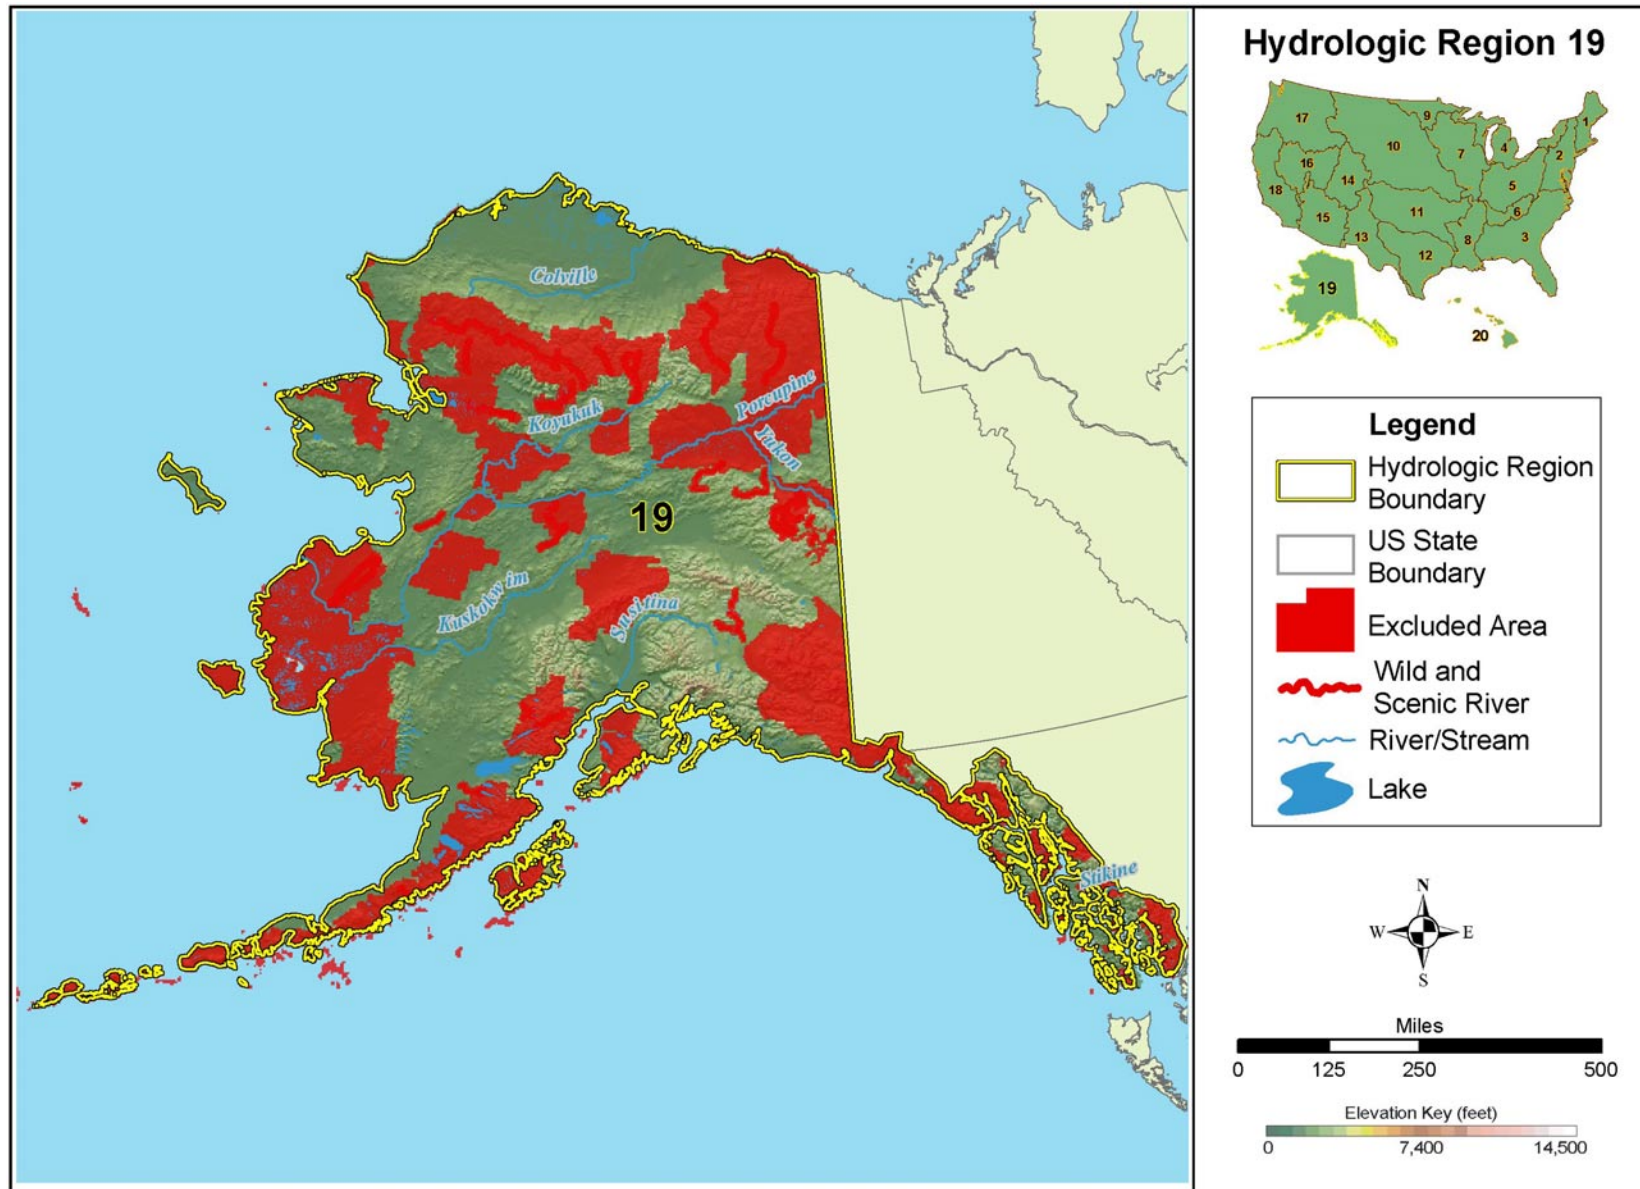 Hydrologic Region 19
17
9
1
10
7
4
2
16
14
5
18
11
6
15
13
8
3
12
19
20
Colville
Koyukuk
Porcupine
Yukon
19
Kuskokw im
Susitina
Stikine
Legend
Hydrologic Region
Boundary
US State
Boundary
Excluded Area
Wild and
Scenic River
River/Stream
Lake
N
W E
S
Miles
0 125 250 500
Elevation Key (feet)
0 7,400 14,500